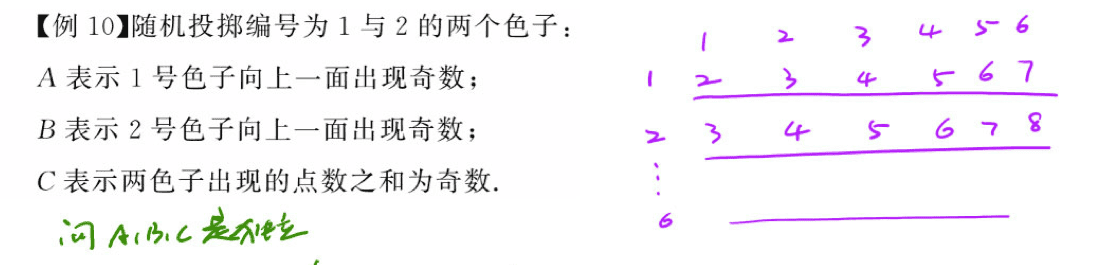 【例 10】随机投掷编号为 1 与 2 的两个色子：
A 表示 1 号色子向上一面出现奇数；
B 表示 2 号色子向上一面出现奇数；
C 表示两色子出现的点数之和为奇数.
问 A,B,C 是否独立
1 2 3 4 5 6
1 2 3 4 5 6 7
2 3 4 5 6 7 8
⋮
6